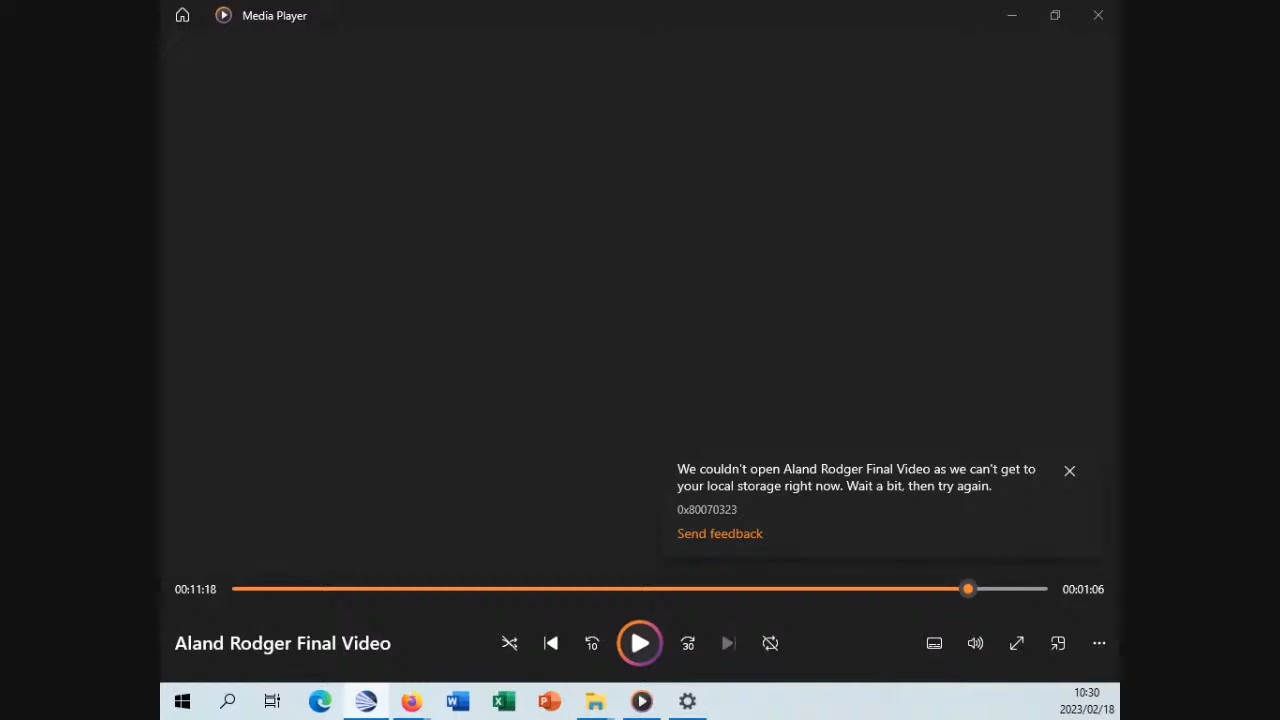 Media Player
We couldn't open Aland Rodger Final Video as we can't get to
your local storage right now. Wait a bit, then try again.
0x80070323
Send feedback
00:11:18
00:01:06
Aland Rodger Final Video
10
30
10:30
2023/02/18